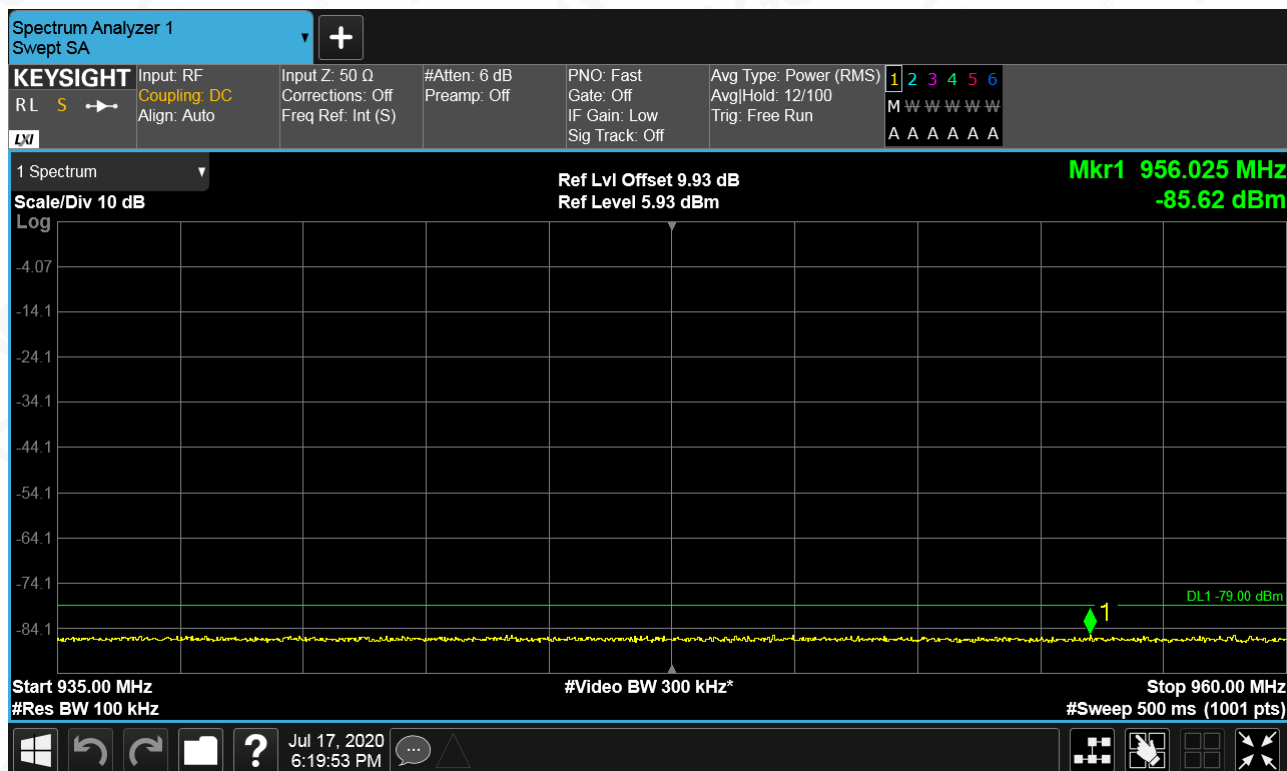 Spectrum Analyzer 1
Swept SA
KEYSIGHT
R L S
LXI
Input: RF
Coupling: DC
Align: Auto
Input Z: 50 Ω
Corrections: Off
Freq Ref: Int (S)
#Atten: 6 dB
Preamp: Off
PNO: Fast
Gate: Off
IF Gain: Low
Sig Track: Off
Avg Type: Power (RMS)
Avg|Hold: 12/100
Trig: Free Run
1 2 3 4 5 6
M W W W W W
A A A A A A
1 Spectrum
Scale/Div 10 dB
Log
Ref Lvl Offset 9.93 dB
Ref Level 5.93 dBm
Mkr1 956.025 MHz
-85.62 dBm
-4.07
-14.1
-24.1
-34.1
-44.1
-54.1
-64.1
-74.1
DL1 -79.00 dBm
1
-84.1
Start 935.00 MHz
#Res BW 100 kHz
#Video BW 300 kHz*
Stop 960.00 MHz
#Sweep 500 ms (1001 pts)
?
Jul 17, 2020
6:19:53 PM